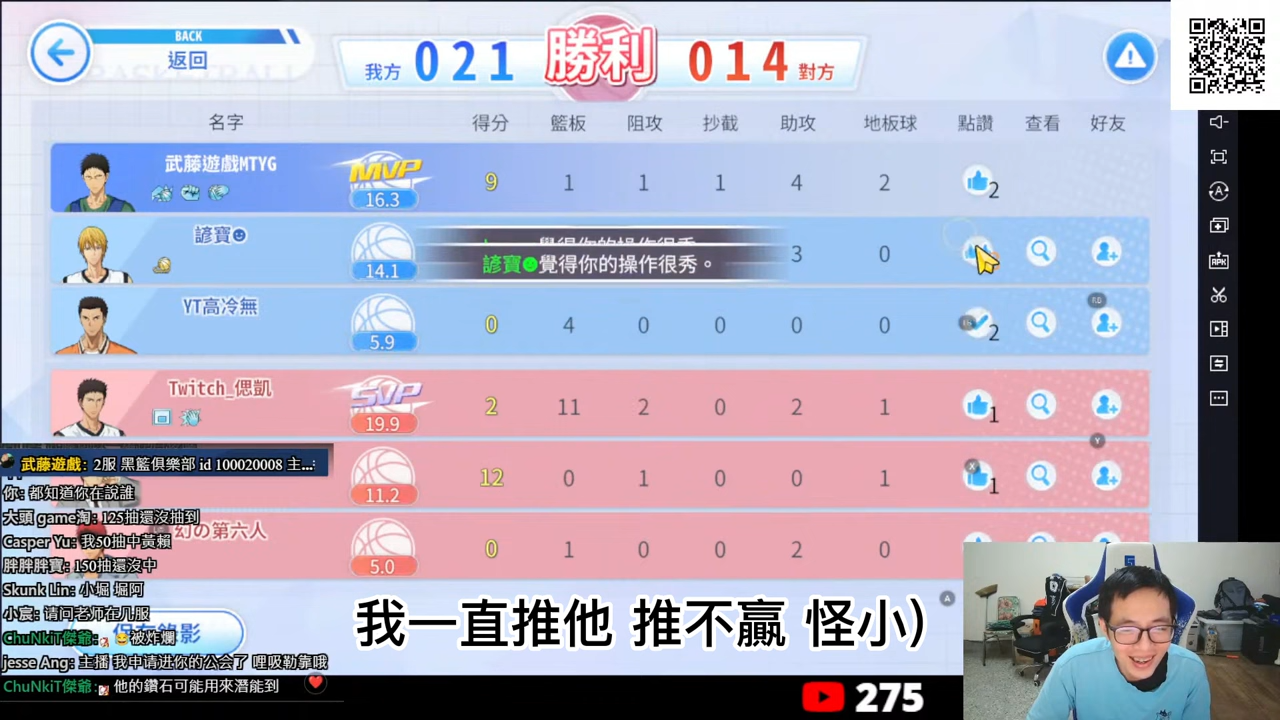 BACK
返回
我方 021 勝利 014 對方
名字 得分 籃板 阻攻 抄截 助攻 地板球 點讚 查看 好友
武藤遊戲MTYG MVP 16.3 9 1 1 1 4 2 2
諺寶 14.1 3 0
覺得你的操作很秀。
諺寶 覺得你的操作很秀。
YT高冷無 5.9 0 4 0 0 0 0 2
RB
Twitch_偲凱 SVP 19.9 2 11 2 0 2 1 1
Y
11.2 12 0 1 0 0 1 X 1
幻の第六人 5.0 0 1 0 0 2 0
A
武藤遊戲: 2服 黑籃俱樂部 id 100020008 主...
你: 都知道你在說誰
大頭 game淘: 125抽還沒抽到
Casper Yu: 我50抽中黃賴
胖胖胖寶: 150抽還沒中
Skunk Lin: 小堀 堀阿
小宸: 请问老师在几服
ChuNkiT傑爺: 被炸爛
jesse Ang: 主播 我申请进你的公会了 哩吸勒靠哦
ChuNkiT傑爺: 他的鑽石可能用來潛能到
我一直推他 推不贏 怪小)
275
APK